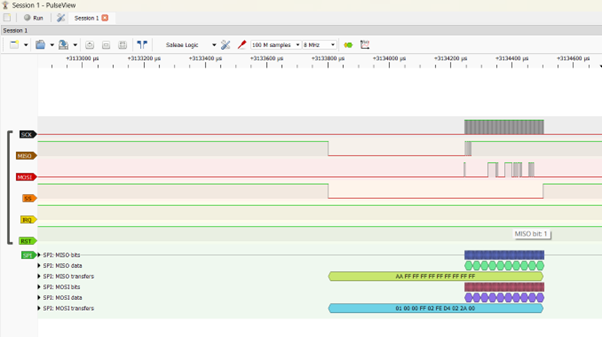 Session 1 - PulseView
Run Session 1
Session 1
Saleae Logic 100 M samples 8 MHz
+3133000 µs +3133200 µs +3133400 µs +3133600 µs +3133800 µs +3134000 µs +3134200 µs +3134400 µs +3134600 µs
SCK
MISO
MOSI
SS
IRQ
RST
MISO bit: 1
SPI
SPI: MISO bits
SPI: MISO data
SPI: MISO transfers AA FF FF FF FF FF FF FF FF FF
SPI: MOSI bits
SPI: MOSI data
SPI: MOSI transfers 01 00 00 FF 02 FE D4 02 2A 00